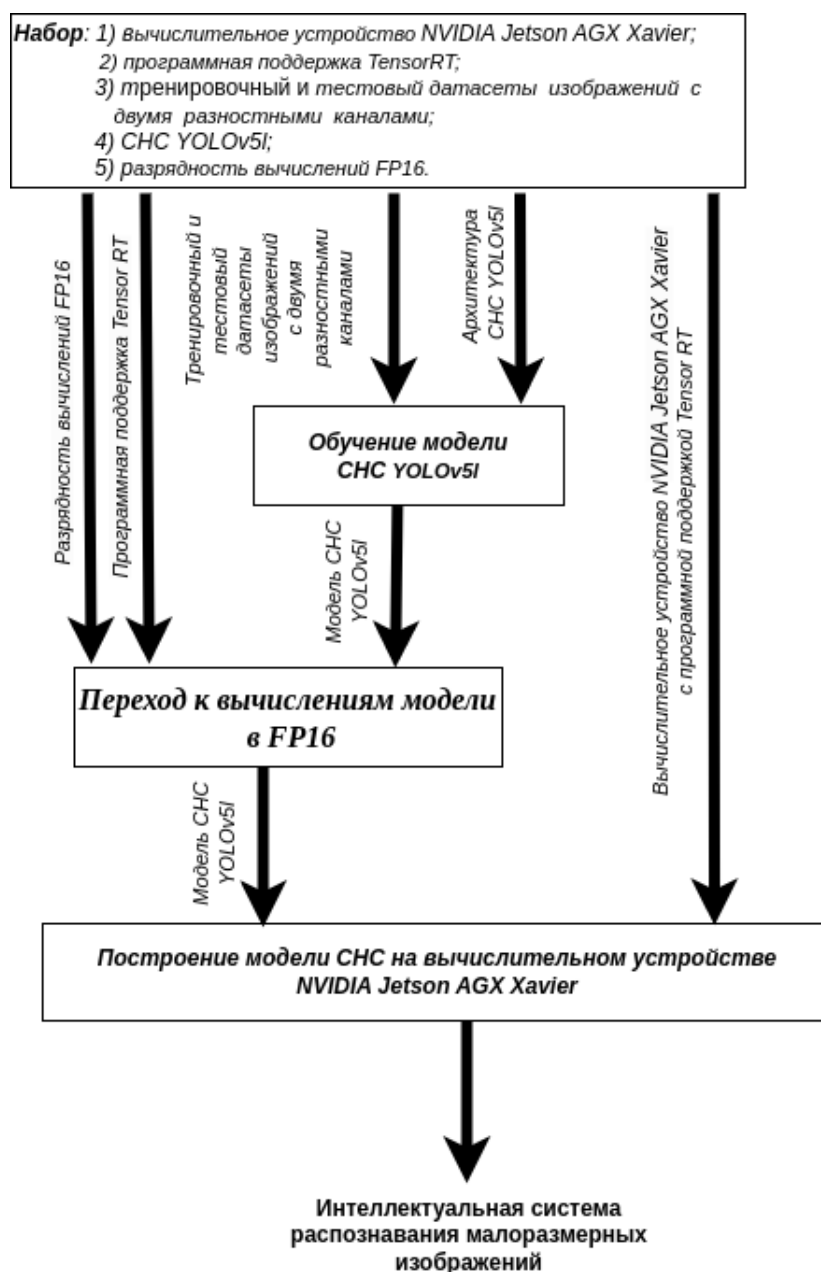 Набор: 1) вычислительное устройство NVIDIA Jetson AGX Xavier;
2) программная поддержка TensorRT;
3) тренировочный и тестовый датасеты изображений с
двумя разностными каналами;
4) СНС YOLOv5l;
5) разрядность вычислений FP16.
Разрядность вычислений FP16
Программная поддержка Tensor RT
Тренировочный и
тестовый
датасеты
изображений
с двумя
разностными
каналами
Архитектура
СНС YOLOv5l
Вычислительное устройство NVIDIA Jetson AGX Xavier
с программной поддержкой Tensor RT
Обучение модели
СНС YOLOv5l
Модель СНС
YOLOv5l
Переход к вычислениям модели
в FP16
Модель СНС
YOLOv5l
Построение модели СНС на вычислительном устройстве
NVIDIA Jetson AGX Xavier
Интеллектуальная система
распознавания малоразмерных
изображений